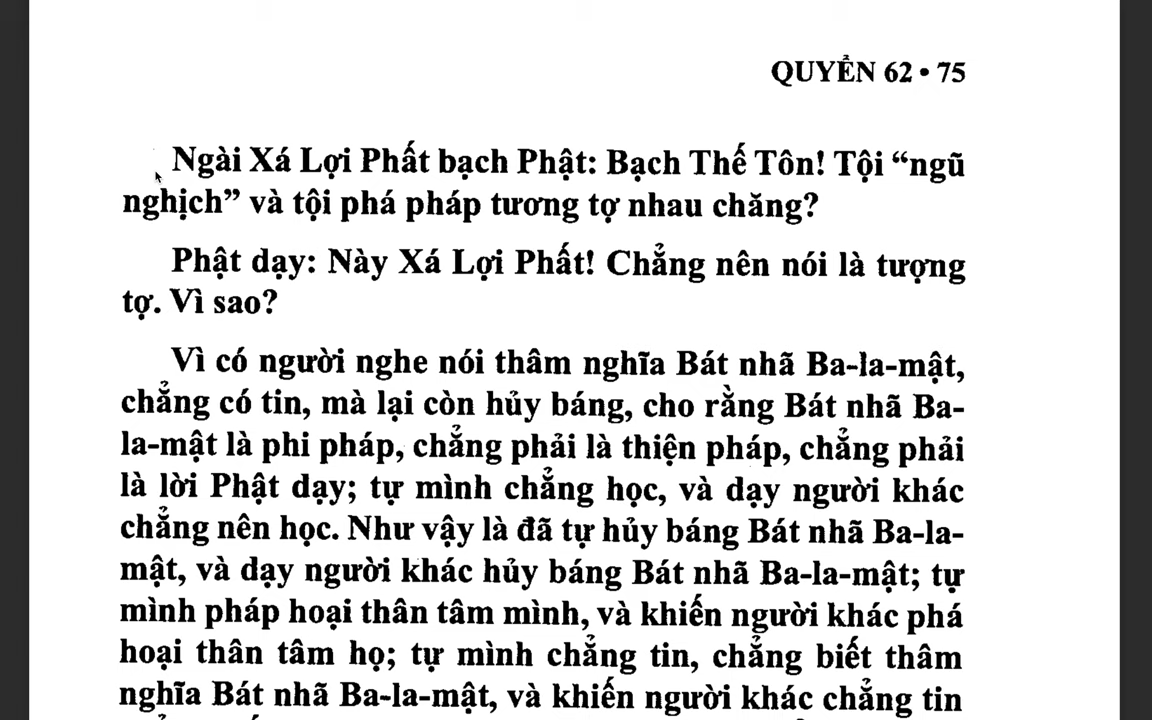 QUYỂN 62 • 75
Ngài Xá Lợi Phất bạch Phật: Bạch Thế Tôn! Tội “ngũ
nghịch” và tội phá pháp tương tợ nhau chăng?
Phật dạy: Này Xá Lợi Phất! Chẳng nên nói là tượng
tợ. Vì sao?
Vì có người nghe nói thâm nghĩa Bát nhã Ba-la-mật,
chẳng có tin, mà lại còn hủy báng, cho rằng Bát nhã Ba-
la-mật là phi pháp, chẳng phải là thiện pháp, chẳng phải
là lời Phật dạy; tự mình chẳng học, và dạy người khác
chẳng nên học. Như vậy là đã tự hủy báng Bát nhã Ba-la-
mật, và dạy người khác hủy báng Bát nhã Ba-la-mật; tự
mình pháp hoại thân tâm mình, và khiến người khác phá
hoại thân tâm họ; tự mình chẳng tin, chẳng biết thâm
nghĩa Bát nhã Ba-la-mật, và khiến người khác chẳng tin